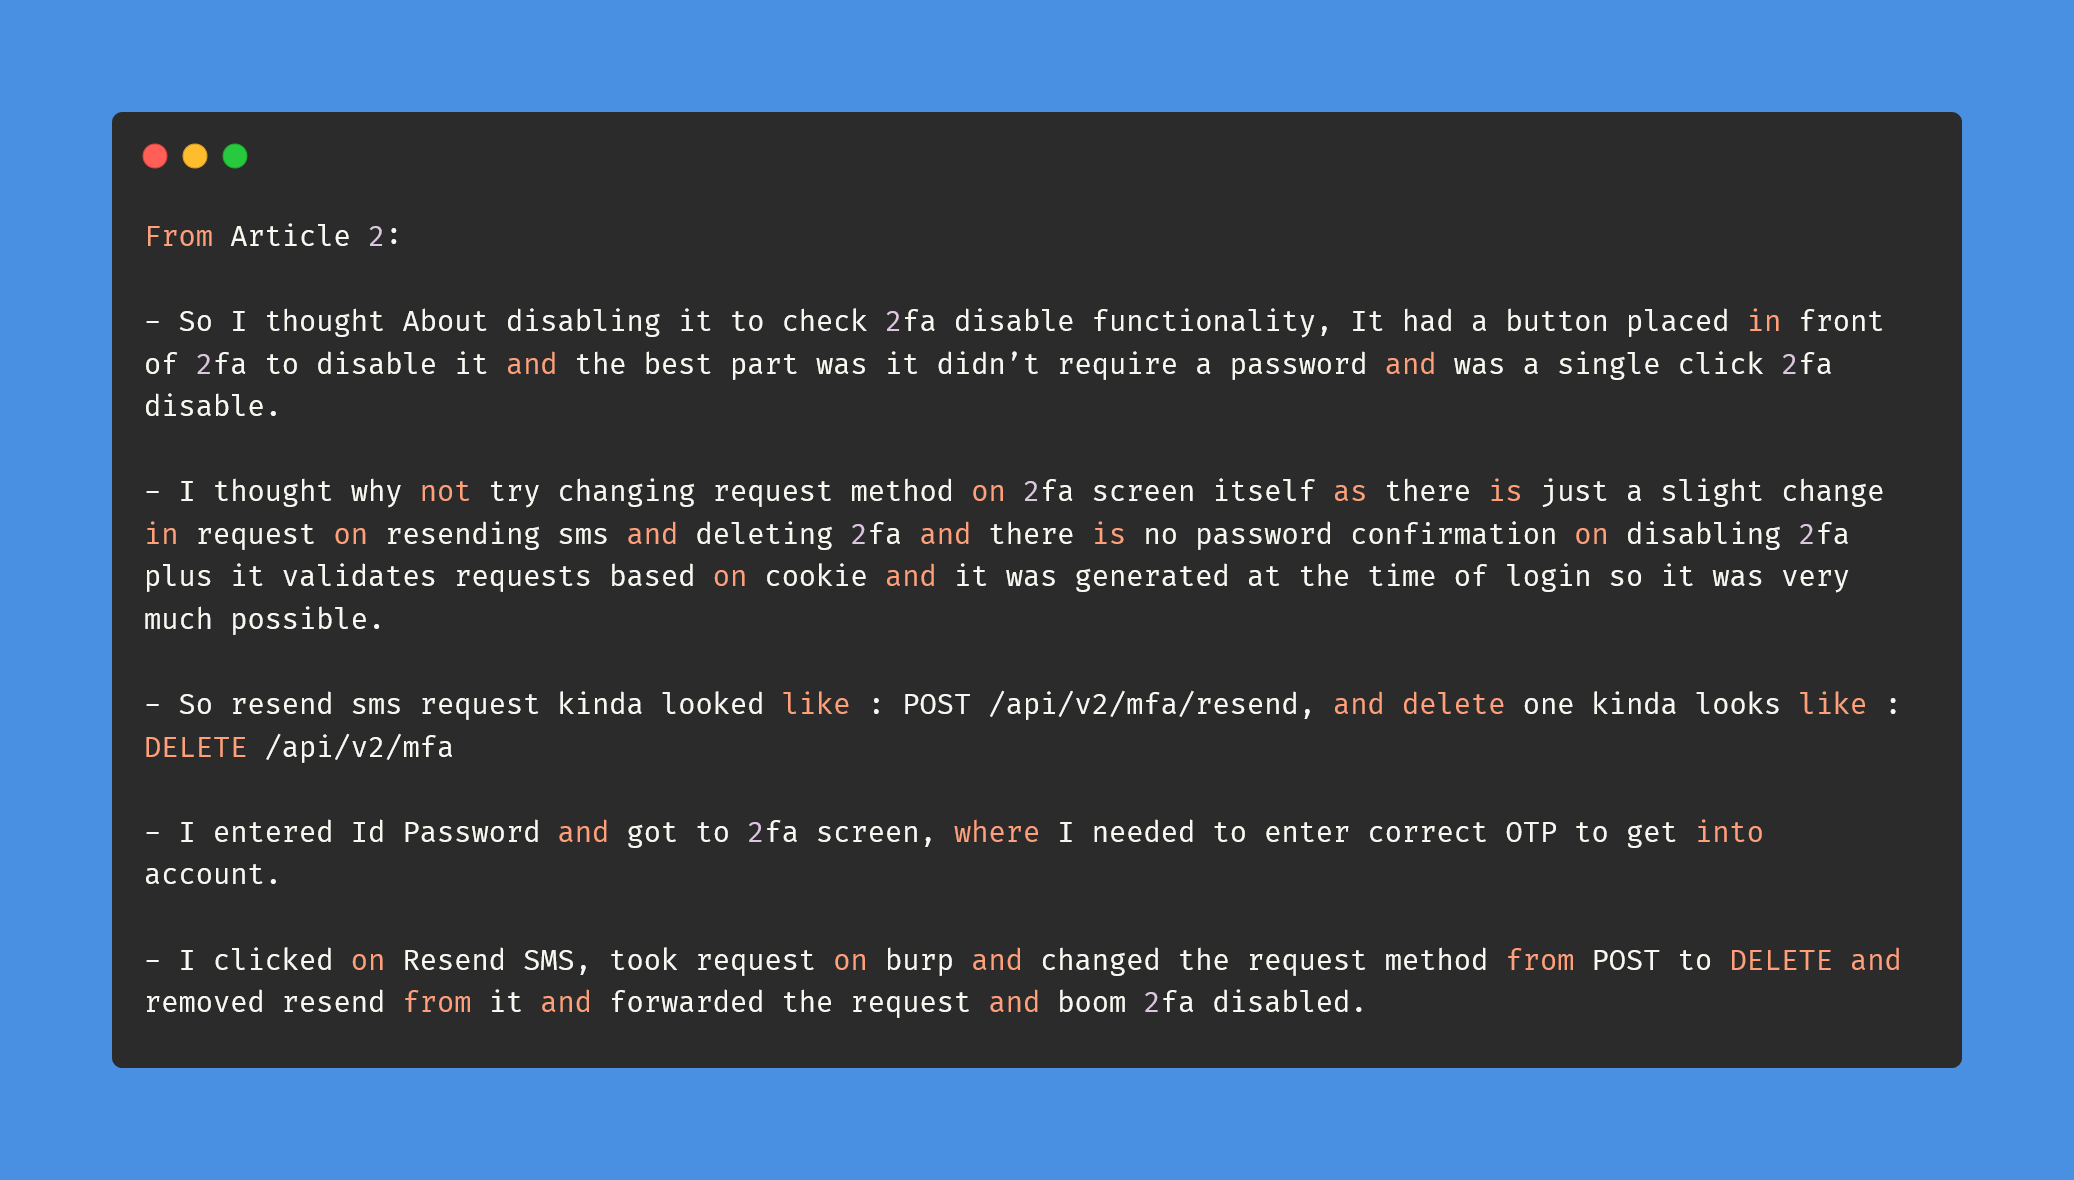 From Article 2:
- So I thought About disabling it to check 2fa disable functionality, It had a button placed in front
of 2fa to disable it and the best part was it didn’t require a password and was a single click 2fa
disable.
- I thought why not try changing request method on 2fa screen itself as there is just a slight change
in request on resending sms and deleting 2fa and there is no password confirmation on disabling 2fa
plus it validates requests based on cookie and it was generated at the time of login so it was very
much possible.
- So resend sms request kinda looked like : POST /api/v2/mfa/resend, and delete one kinda looks like :
DELETE /api/v2/mfa
- I entered Id Password and got to 2fa screen, where I needed to enter correct OTP to get into
account.
- I clicked on Resend SMS, took request on burp and changed the request method from POST to DELETE and
removed resend from it and forwarded the request and boom 2fa disabled.